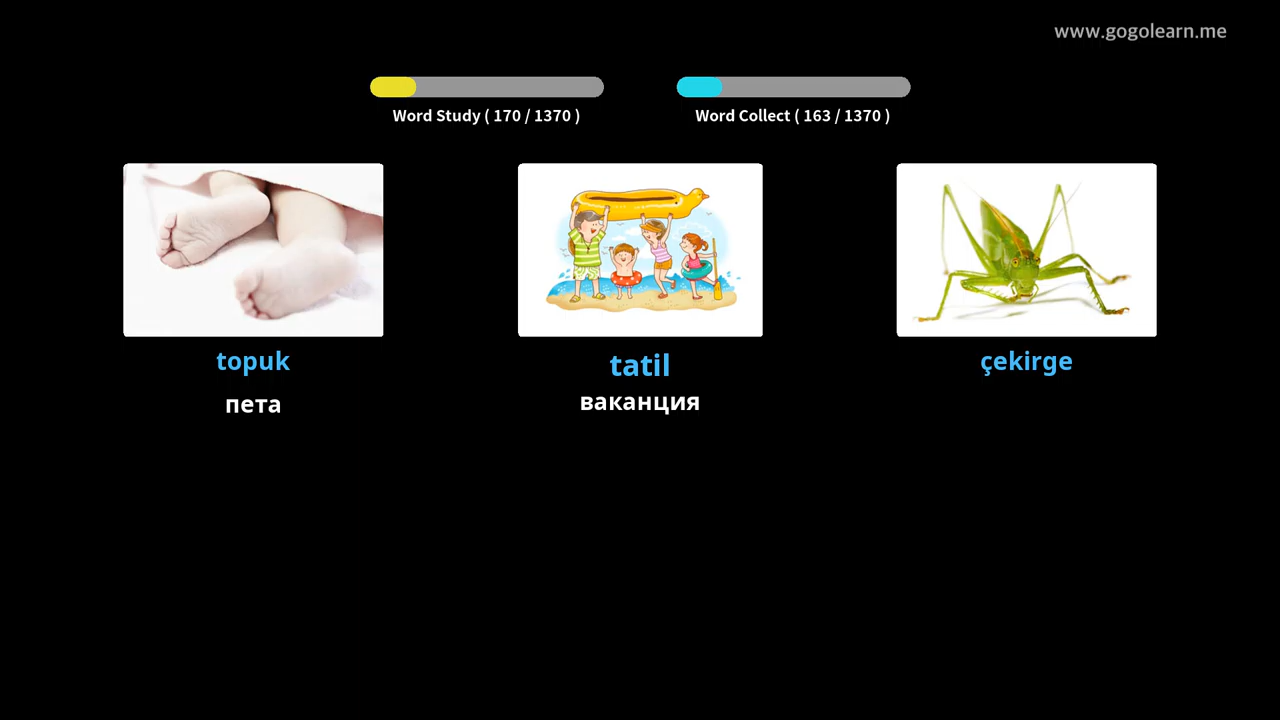 www.gogolearn.me
Word Study ( 170 / 1370 )
Word Collect ( 163 / 1370 )
topuk
tatil
çekirge
пета
ваканция